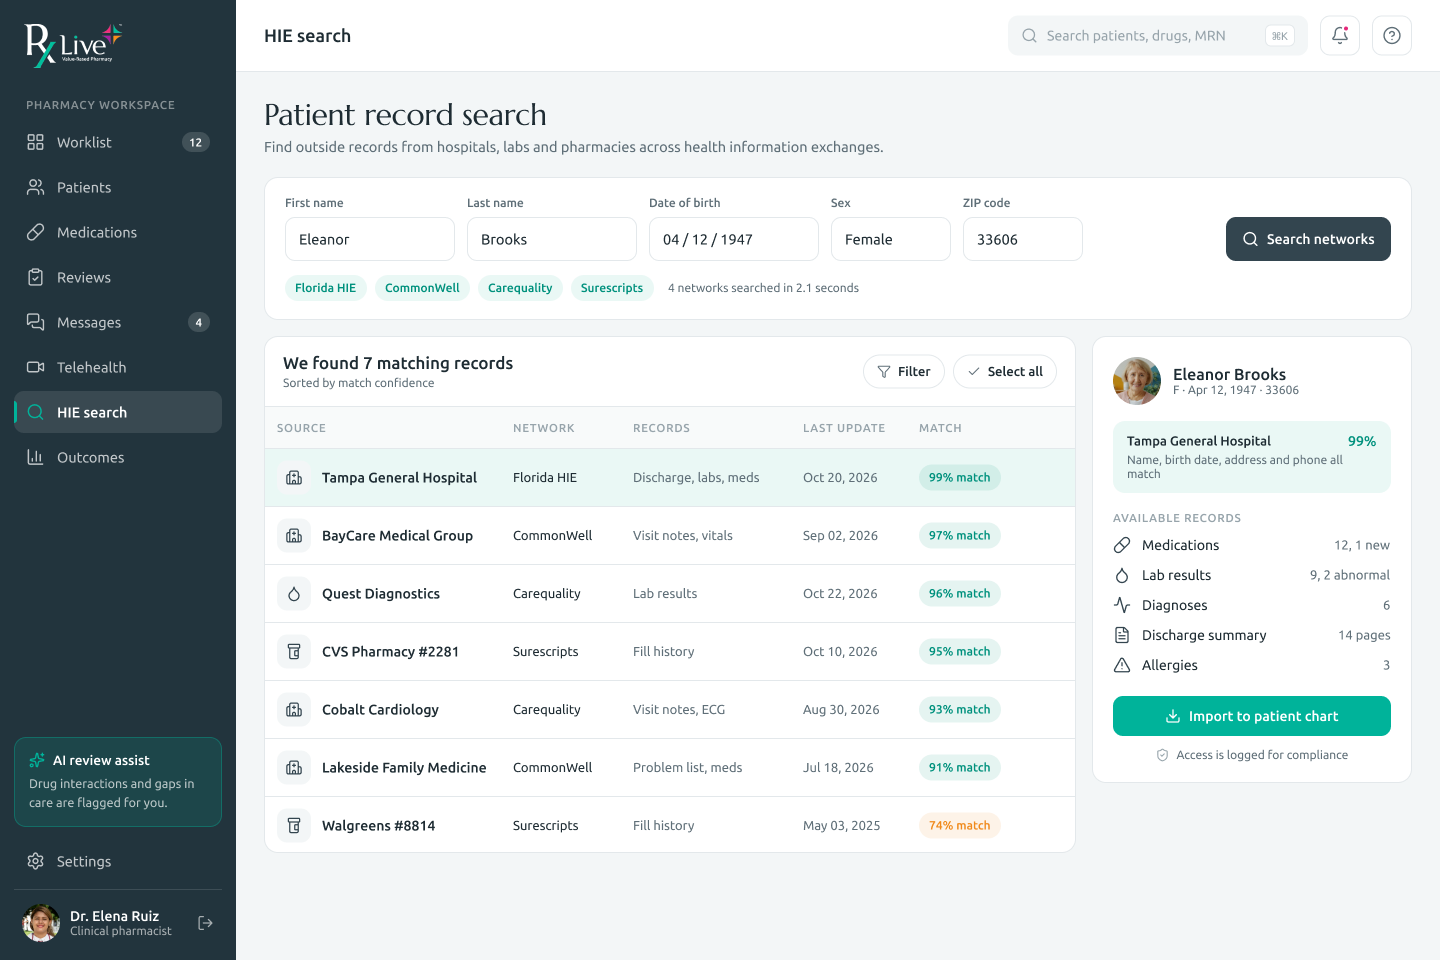 Rx Live
Value-Based Pharmacy
PHARMACY WORKSPACE
Worklist 12
Patients
Medications
Reviews
Messages 4
Telehealth
HIE search
Outcomes
AI review assist
Drug interactions and gaps in
care are flagged for you.
Settings
Dr. Elena Ruiz
Clinical pharmacist
HIE search
Search patients, drugs, MRN ⌘K
Patient record search
Find outside records from hospitals, labs and pharmacies across health information exchanges.
First name Last name Date of birth Sex ZIP code
Eleanor Brooks 04 / 12 / 1947 Female 33606 Search networks
Florida HIE CommonWell Carequality Surescripts 4 networks searched in 2.1 seconds
We found 7 matching records
Sorted by match confidence
Filter Select all
SOURCE NETWORK RECORDS LAST UPDATE MATCH
Tampa General Hospital Florida HIE Discharge, labs, meds Oct 20, 2026 99% match
BayCare Medical Group CommonWell Visit notes, vitals Sep 02, 2026 97% match
Quest Diagnostics Carequality Lab results Oct 22, 2026 96% match
CVS Pharmacy #2281 Surescripts Fill history Oct 10, 2026 95% match
Cobalt Cardiology Carequality Visit notes, ECG Aug 30, 2026 93% match
Lakeside Family Medicine CommonWell Problem list, meds Jul 18, 2026 91% match
Walgreens #8814 Surescripts Fill history May 03, 2025 74% match
Eleanor Brooks
F · Apr 12, 1947 · 33606
Tampa General Hospital 99%
Name, birth date, address and phone all
match
AVAILABLE RECORDS
Medications 12, 1 new
Lab results 9, 2 abnormal
Diagnoses 6
Discharge summary 14 pages
Allergies 3
Import to patient chart
Access is logged for compliance